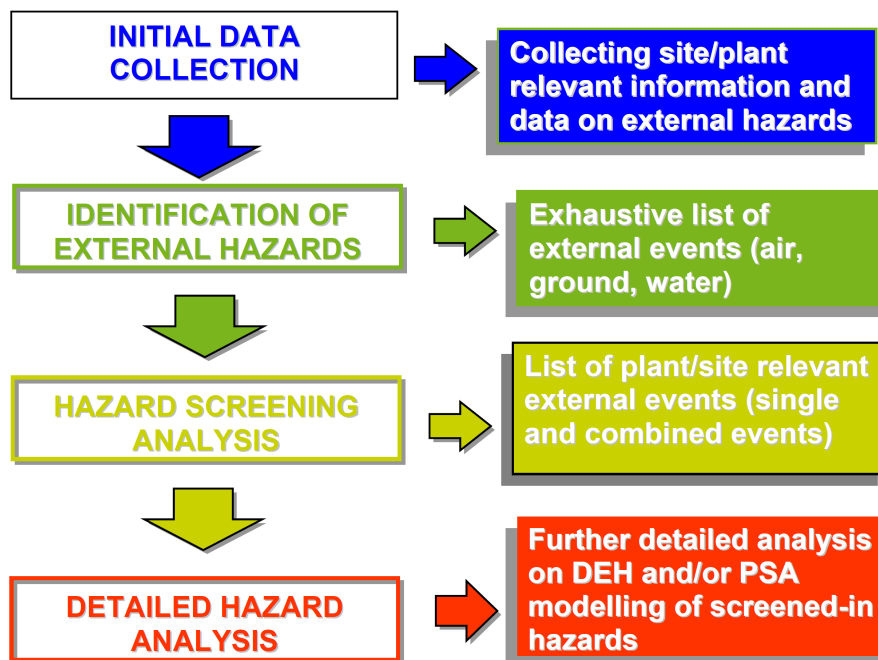 INITIAL DATA
COLLECTION
Collecting site/plant
relevant information and
data on external hazards
IDENTIFICATION OF
EXTERNAL HAZARDS
Exhaustive list of
external events (air,
ground, water)
HAZARD SCREENING
ANALYSIS
List of plant/site relevant
external events (single
and combined events)
DETAILED HAZARD
ANALYSIS
Further detailed analysis
on DEH and/or PSA
modelling of screened-in
hazards